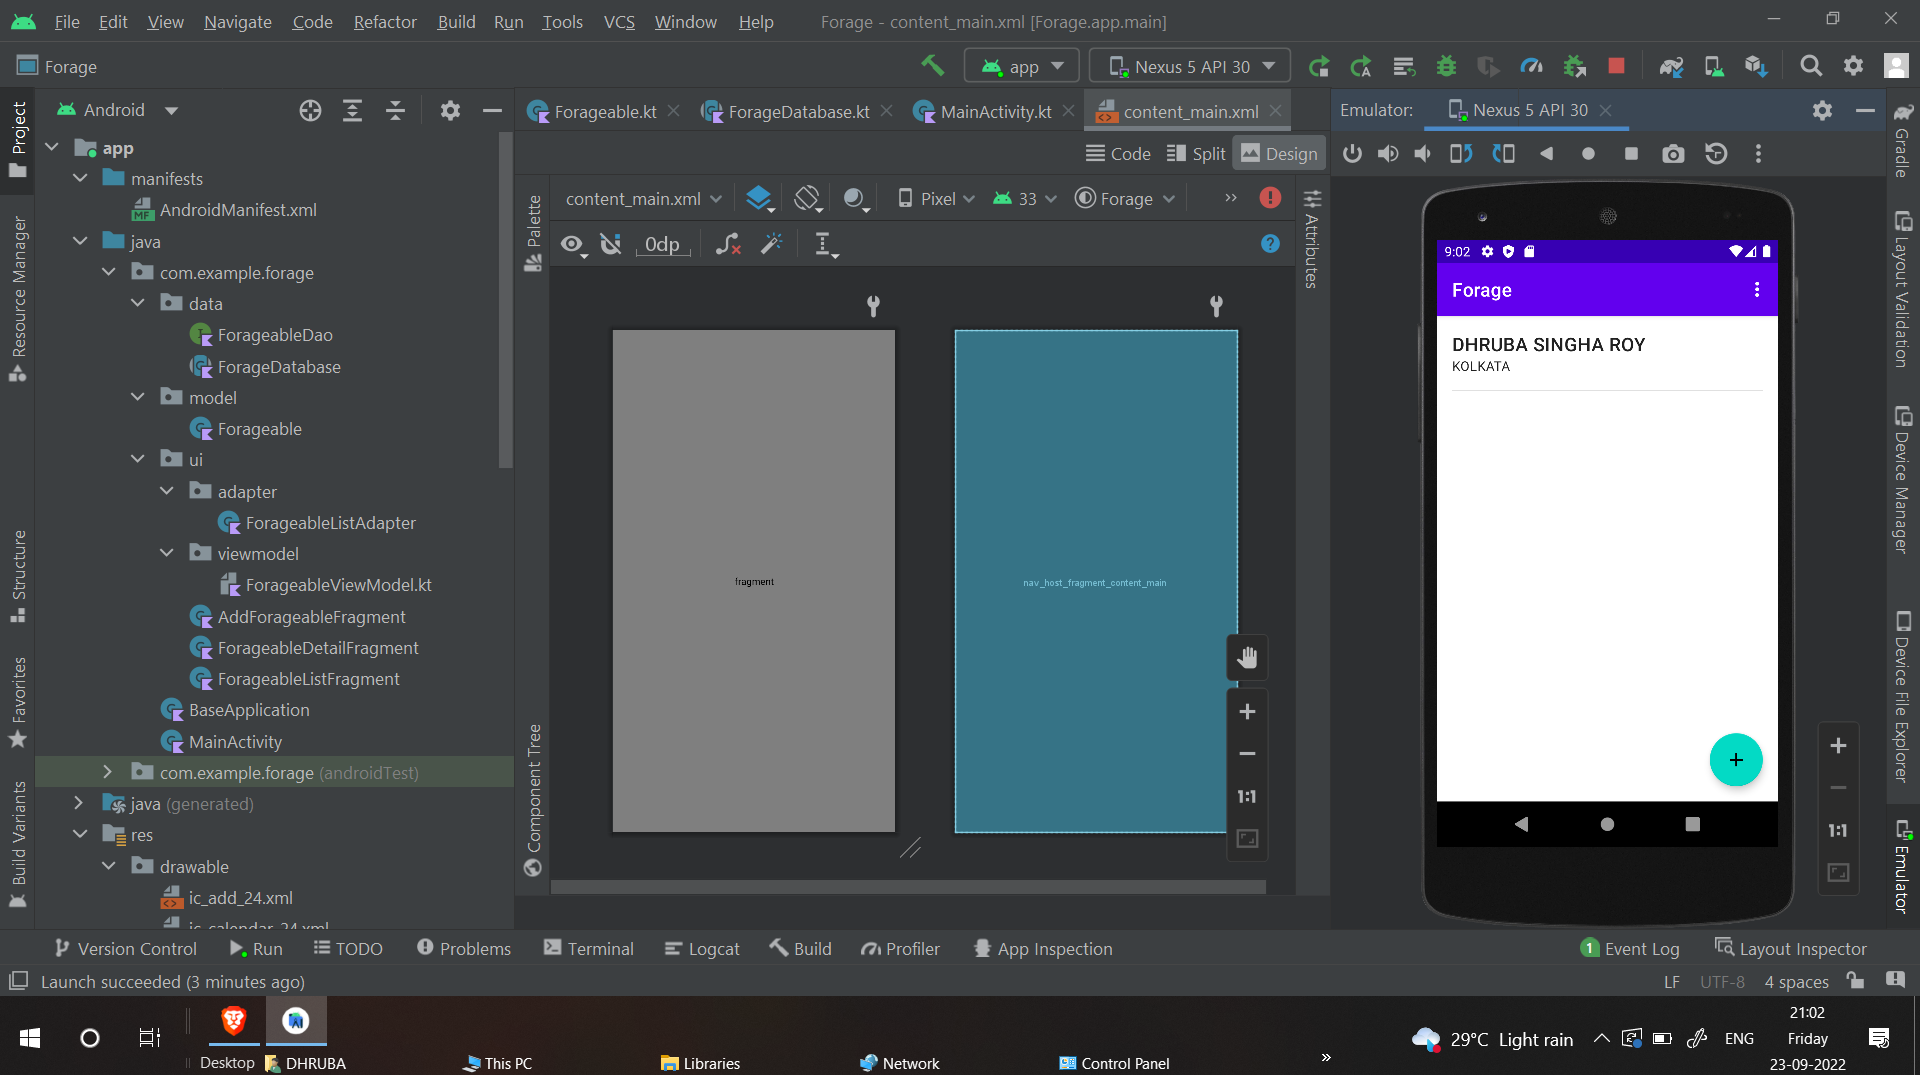 File Edit View Navigate Code Refactor Build Run Tools VCS Window Help Forage - content_main.xml [Forage.app.main]
Forage app Nexus 5 API 30
Android
Forageable.kt ForageDatabase.kt MainActivity.kt content_main.xml
Emulator: Nexus 5 API 30
Code Split Design
content_main.xml Pixel 33 Forage
0dp
Project
Resource Manager
Structure
Favorites
Build Variants
app
manifests
MF AndroidManifest.xml
java
com.example.forage
data
ForageableDao
ForageDatabase
model
Forageable
ui
adapter
ForageableListAdapter
viewmodel
ForageableViewModel.kt
AddForageableFragment
ForageableDetailFragment
ForageableListFragment
BaseApplication
MainActivity
com.example.forage (androidTest)
java (generated)
res
drawable
ic_add_24.xml
ic_calendar_24.xml
Palette
Component Tree
fragment
nav_host_fragment_content_main
1:1
Attributes
9:02
Forage
DHRUBA SINGHA ROY
KOLKATA
1:1
Gradle
Layout Validation
Device Manager
Device File Explorer
Emulator
Version Control Run TODO Problems Terminal Logcat Build Profiler App Inspection 1 Event Log Layout Inspector
Launch succeeded (3 minutes ago) LF UTF-8 4 spaces
Desktop DHRUBA This PC Libraries Network Control Panel
29°C Light rain ENG
21:02
Friday
23-09-2022